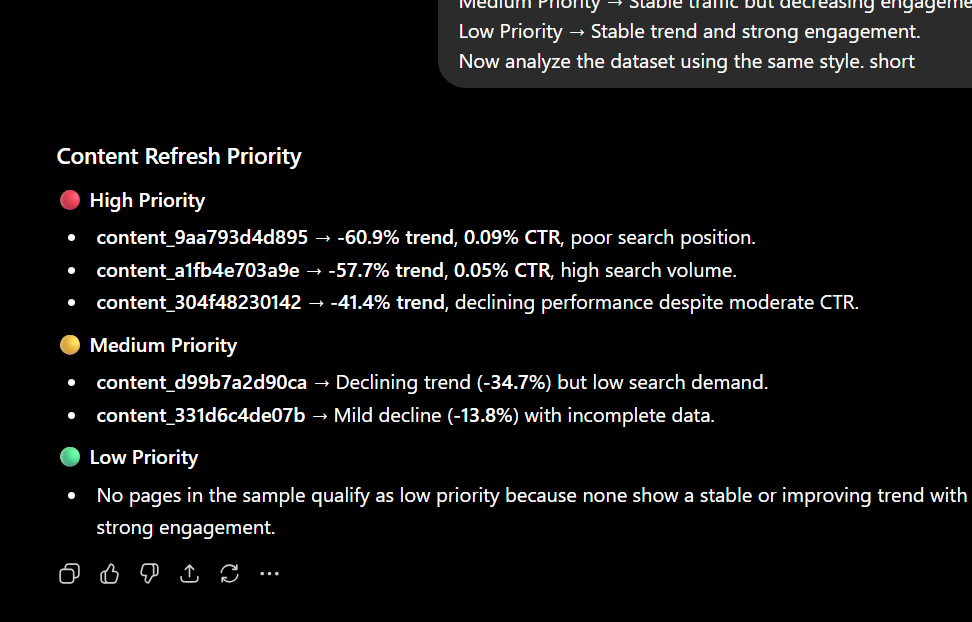 Medium Priority → Stable traffic but decreasing
Low Priority → Stable trend and strong engagement.
Now analyze the dataset using the same style. short
Content Refresh Priority
High Priority
content_9aa793d4d895 → -60.9% trend, 0.09% CTR, poor search position.
content_a1fb4e703a9e → -57.7% trend, 0.05% CTR, high search volume.
content_304f48230142 → -41.4% trend, declining performance despite moderate CTR.
Medium Priority
content_d99b7a2d90ca → Declining trend (-34.7%) but low search demand.
content_331d6c4de07b → Mild decline (-13.8%) with incomplete data.
Low Priority
No pages in the sample qualify as low priority because none show a stable or improving trend with
strong engagement.